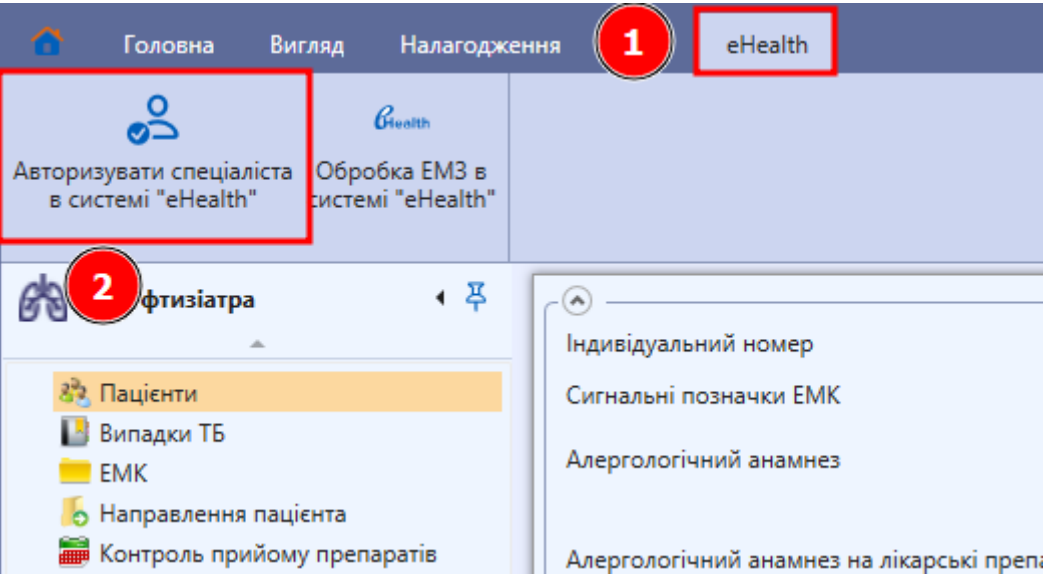 Головна Вигляд Налагодження 1 eHealth
eHealth
Авторизувати спеціаліста
в системі "eHealth"
Обробка ЕМЗ в
системі "eHealth"
2
фтизіатра
Пацієнти
Випадки ТБ
ЕМК
Направлення пацієнта
Контроль прийому препаратів
Індивідуальний номер
Сигнальні позначки ЕМК
Алергологічний анамнез
Алергологічний анамнез на лікарські